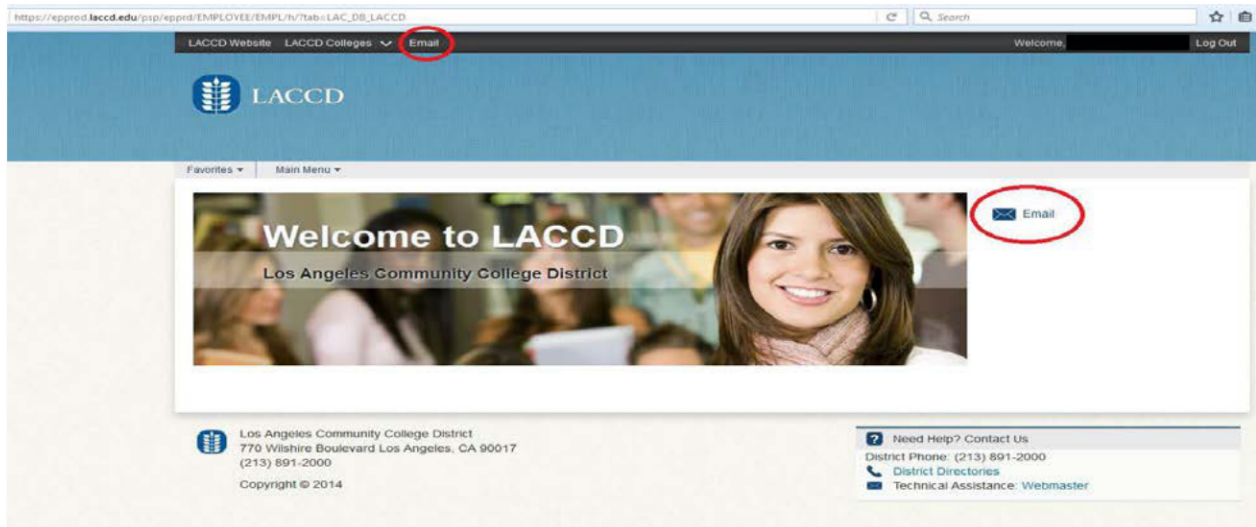 https://epprod.laccd.edu/psp/epprd/EMPLOYEE/EMPL/h/?tab=LAC_DB_LACCD
Search
LACCD Website LACCD Colleges Email Welcome, Log Out
LACCD
Favorites Main Menu
Welcome to LACCD
Los Angeles Community College District
Email
Los Angeles Community College District
770 Wilshire Boulevard Los Angeles, CA 90017
(213) 891-2000
Copyright © 2014
? Need Help? Contact Us
District Phone: (213) 891-2000
District Directories
Technical Assistance: Webmaster